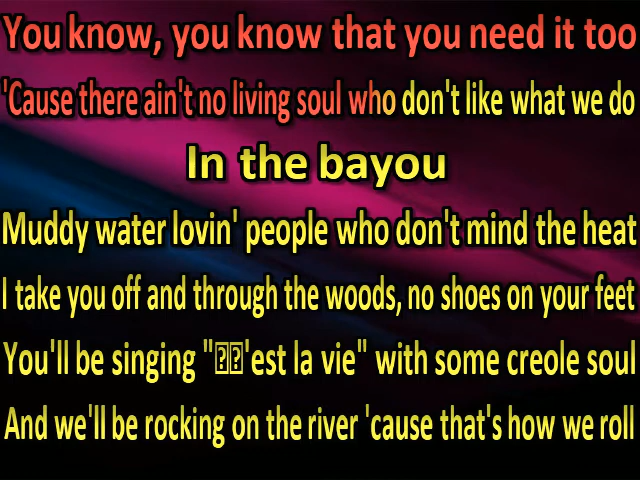 You know, you know that you need it too
'Cause there ain't no living soul who don't like what we do
In the bayou
Muddy water lovin' people who don't mind the heat
I take you off and through the woods, no shoes on your feet
You'll be singing "􏿮􏿮'est la vie" with some creole soul
And we'll be rocking on the river 'cause that's how we roll